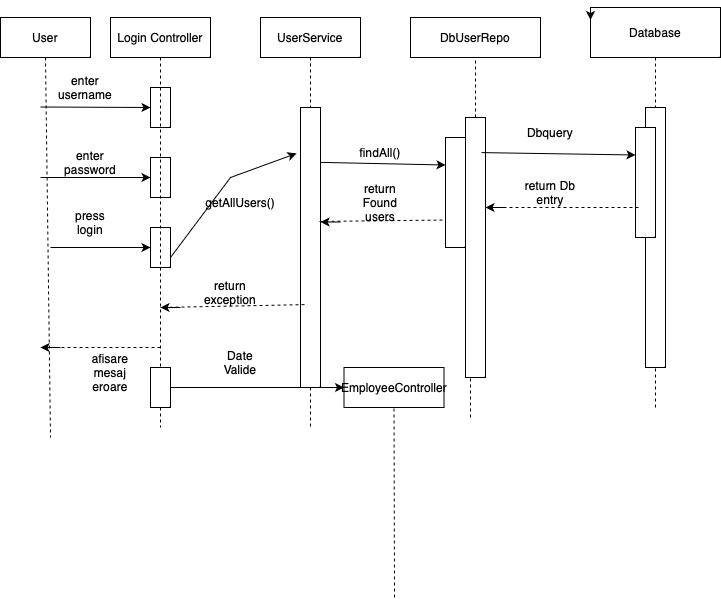 User
Login Controller
UserService
DbUserRepo
Database
enter
username
Dbquery
enter
password
findAll()
return
Found
users
return Db
entry
getAllUsers()
press
login
return
exception
afisare
mesaj
eroare
Date
Valide
EmployeeController